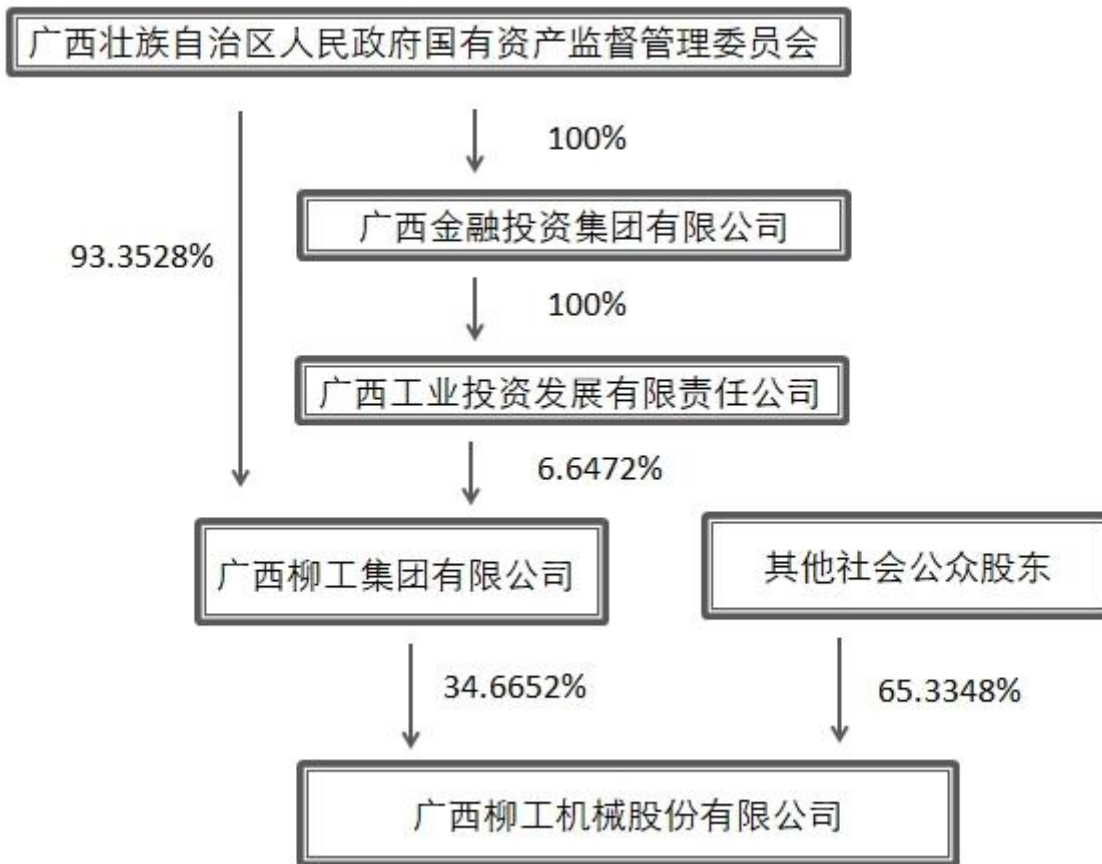 广西壮族自治区人民政府国有资产监督管理委员会
100%
广西金融投资集团有限公司
93.3528%
100%
广西工业投资发展有限责任公司
6.6472%
广西柳工集团有限公司
其他社会公众股东
34.6652%
65.3348%
广西柳工机械股份有限公司